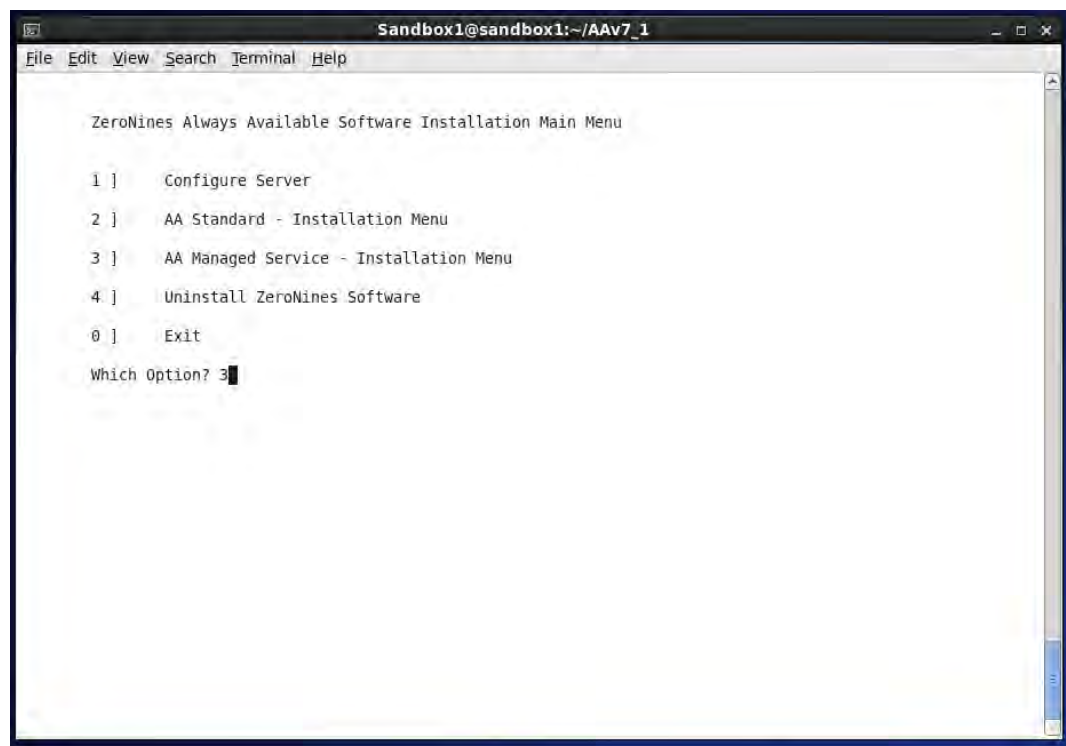 Sandbox1@sandbox1:~/AAv7_1
File Edit View Search Terminal Help
ZeroNines Always Available Software Installation Main Menu
1 ] Configure Server
2 ] AA Standard - Installation Menu
3 ] AA Managed Service - Installation Menu
4 ] Uninstall ZeroNines Software
0 ] Exit
Which Option? 3